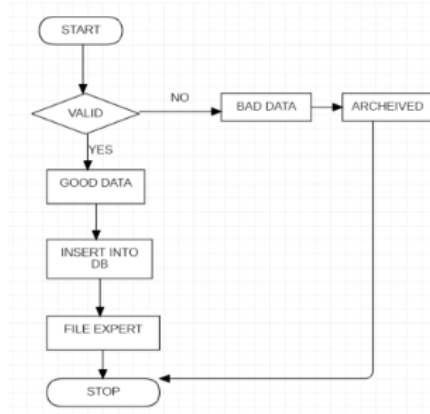 START
VALID
NO
BAD DATA
ARCHEIVED
YES
GOOD DATA
INSERT INTO
DB
FILE EXPERT
STOP